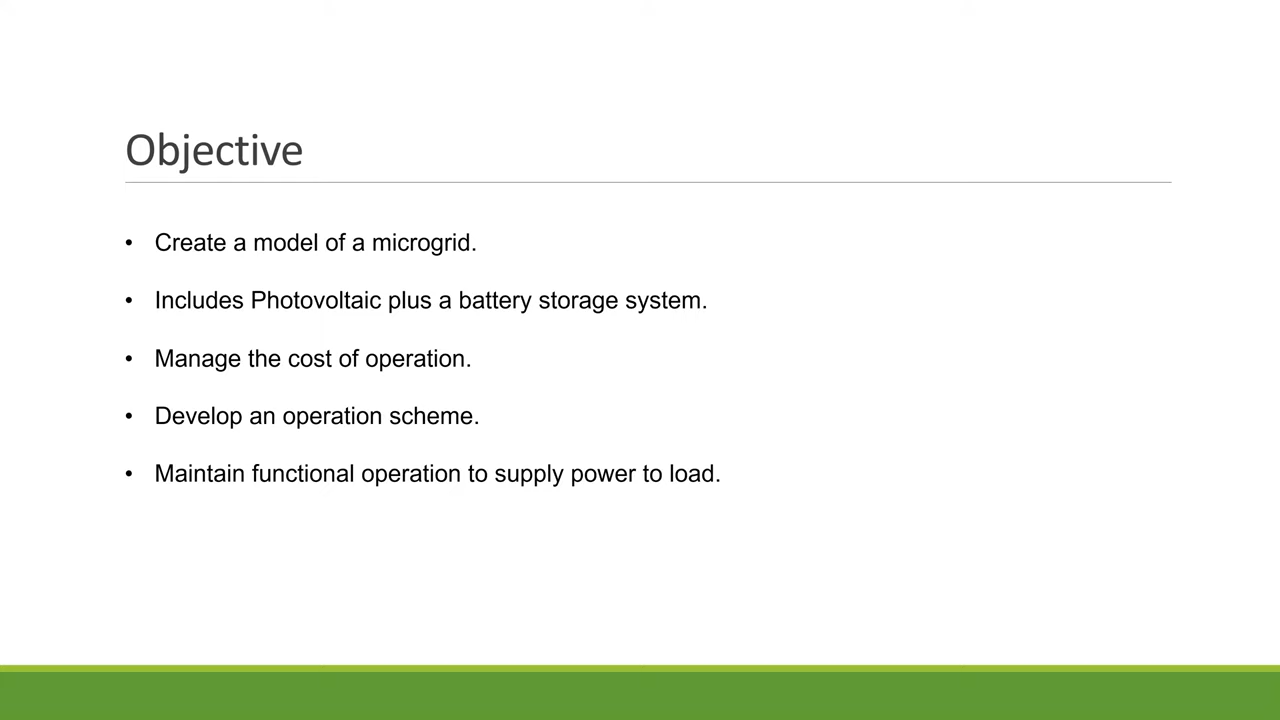 Objective
• Create a model of a microgrid.
• Includes Photovoltaic plus a battery storage system.
• Manage the cost of operation.
• Develop an operation scheme.
• Maintain functional operation to supply power to load.